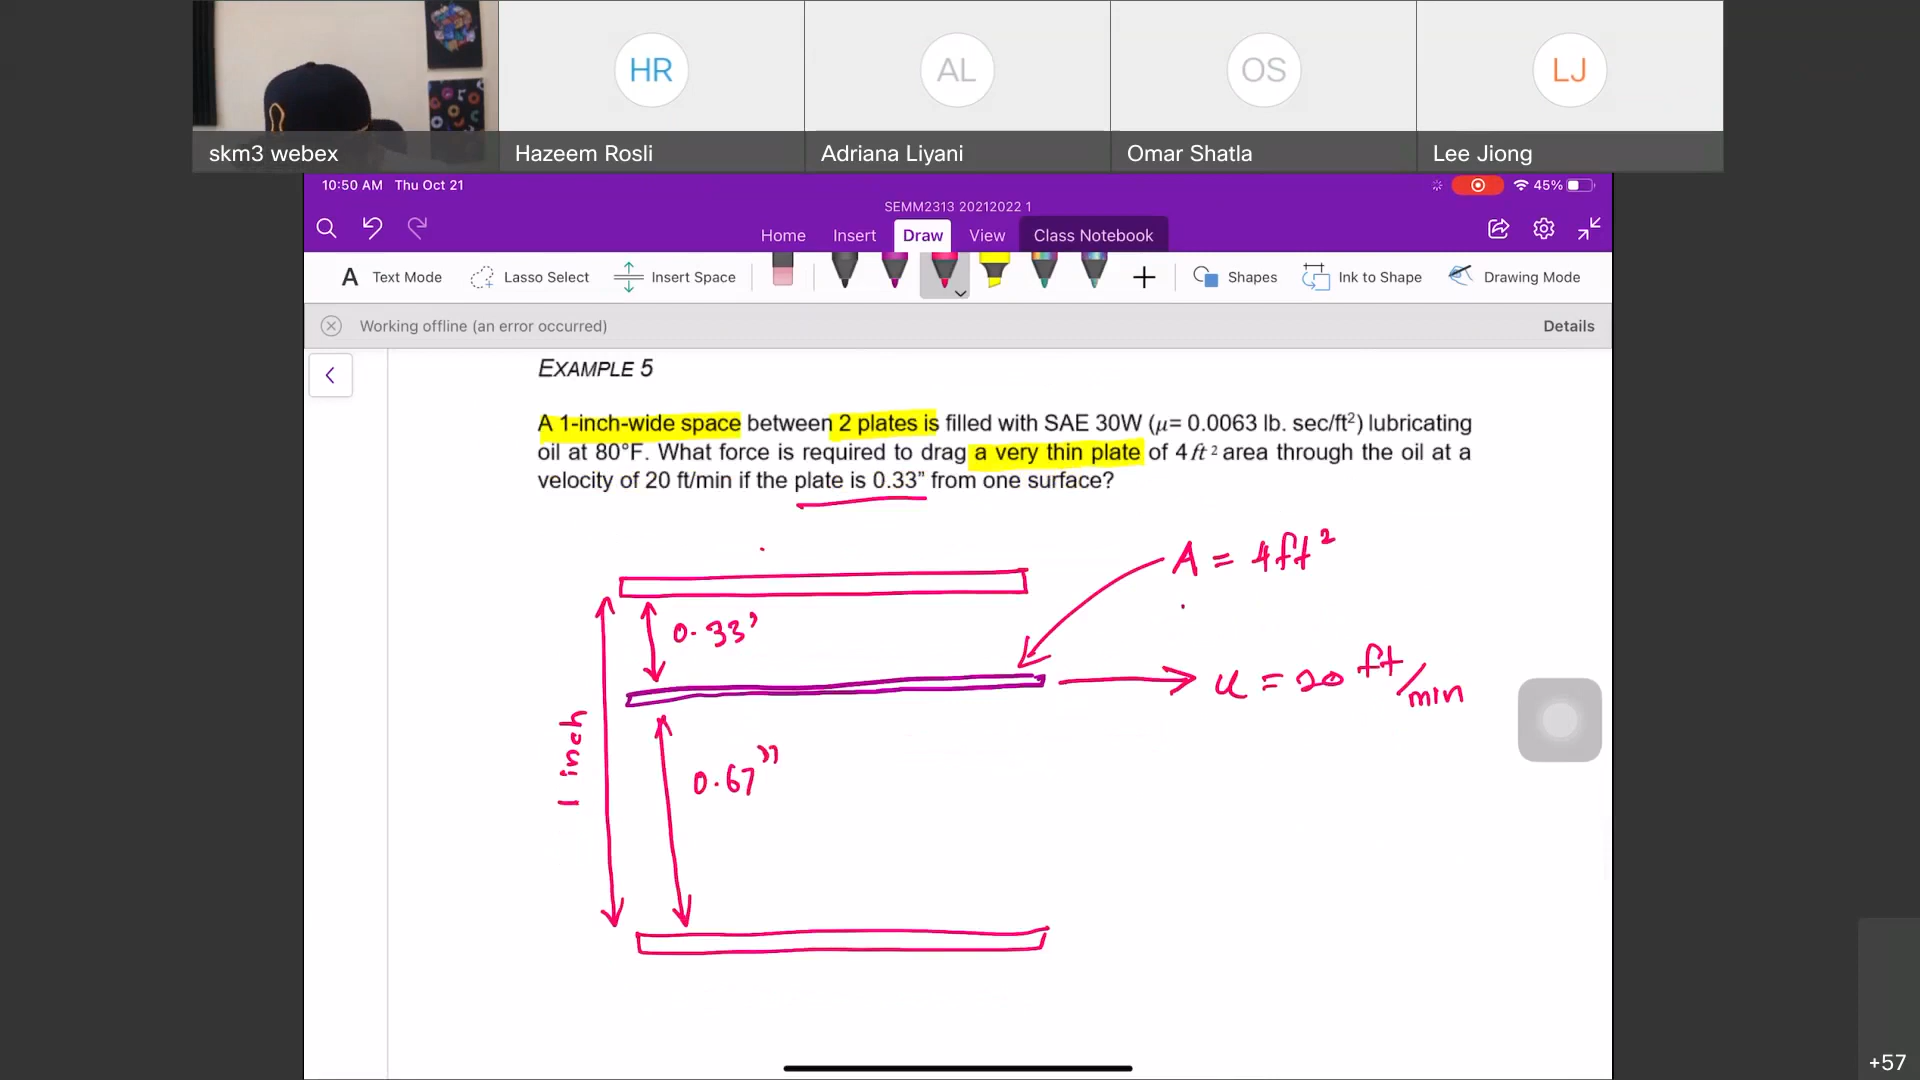 HR
AL
OS
LJ
skm3 webex
Hazeem Rosli
Adriana Liyani
Omar Shatla
Lee Jiong
10:50 AM Thu Oct 21
45%
SEMM2313 20212022 1
Home
Insert
Draw
View
Class Notebook
A Text Mode
Lasso Select
Insert Space
Shapes
Ink to Shape
Drawing Mode
Working offline (an error occurred)
Details
EXAMPLE 5
A 1-inch-wide space between 2 plates is filled with SAE 30W (μ= 0.0063 lb. sec/ft²) lubricating
oil at 80°F. What force is required to drag a very thin plate of 4ft² area through the oil at a
velocity of 20 ft/min if the plate is 0.33” from one surface?
A = 4ft²
0.33'
u = 20 ft/min
1 inch
0.67"
+57